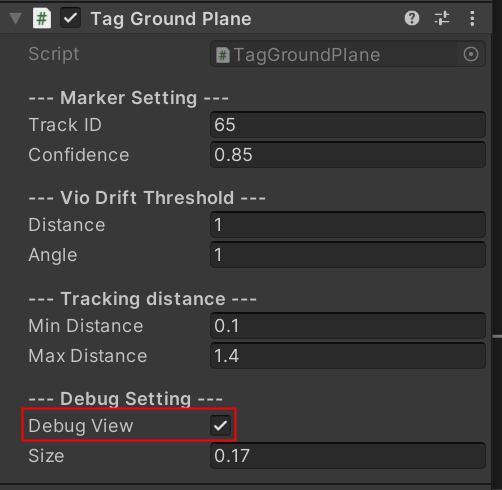 Tag Ground Plane
Script TagGroundPlane
--- Marker Setting ---
Track ID 65
Confidence 0.85
--- Vio Drift Threshold ---
Distance 1
Angle 1
--- Tracking distance ---
Min Distance 0.1
Max Distance 1.4
--- Debug Setting ---
Debug View
Size 0.17